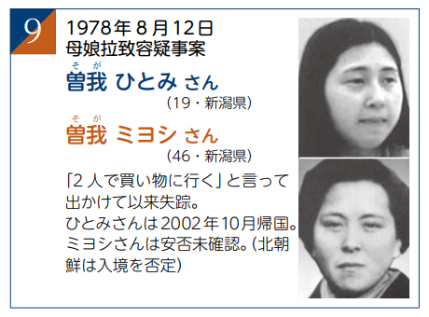 9
1978年8月12日
母娘拉致容疑事案
そが
曽我 ひとみ さん
（19・新潟県）
そが
曽我 ミヨシ さん
（46・新潟県）
「2人で買い物に行く」と言って
出かけて以来失踪。
ひとみさんは2002年10月帰国。
ミヨシさんは安否未確認。（北朝
鮮は入境を否定）